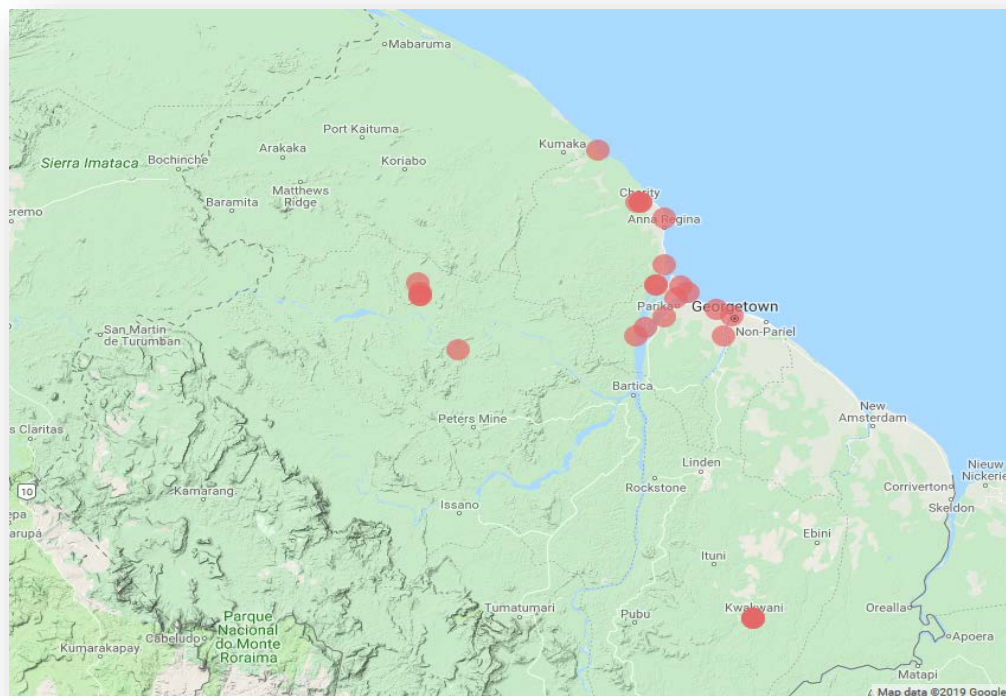 Mabaruma
Port Kaituma
Arakaka
Koriabo
Kumaka
Sierra Imataca
Bochinche
Matthews
Ridge
Baramita
Charity
Anna Regina
San Martin
de Turumban
Georgetown
Non-Pariel
Bartica
Peters Mine
New
Amsterdam
Claritas
10
Kamarang
Issano
Linden
Rockstone
Nieuw
Nickerie
Corriverton
Skeldon
Ebini
Ituni
Tumatumari
Pubu
Kwakwani
Orealla
Apoera
Parque
Nacional
do Monte
Roraima
Cabeludo
Kumarakapay
Matapi
Map data ©2019 Google